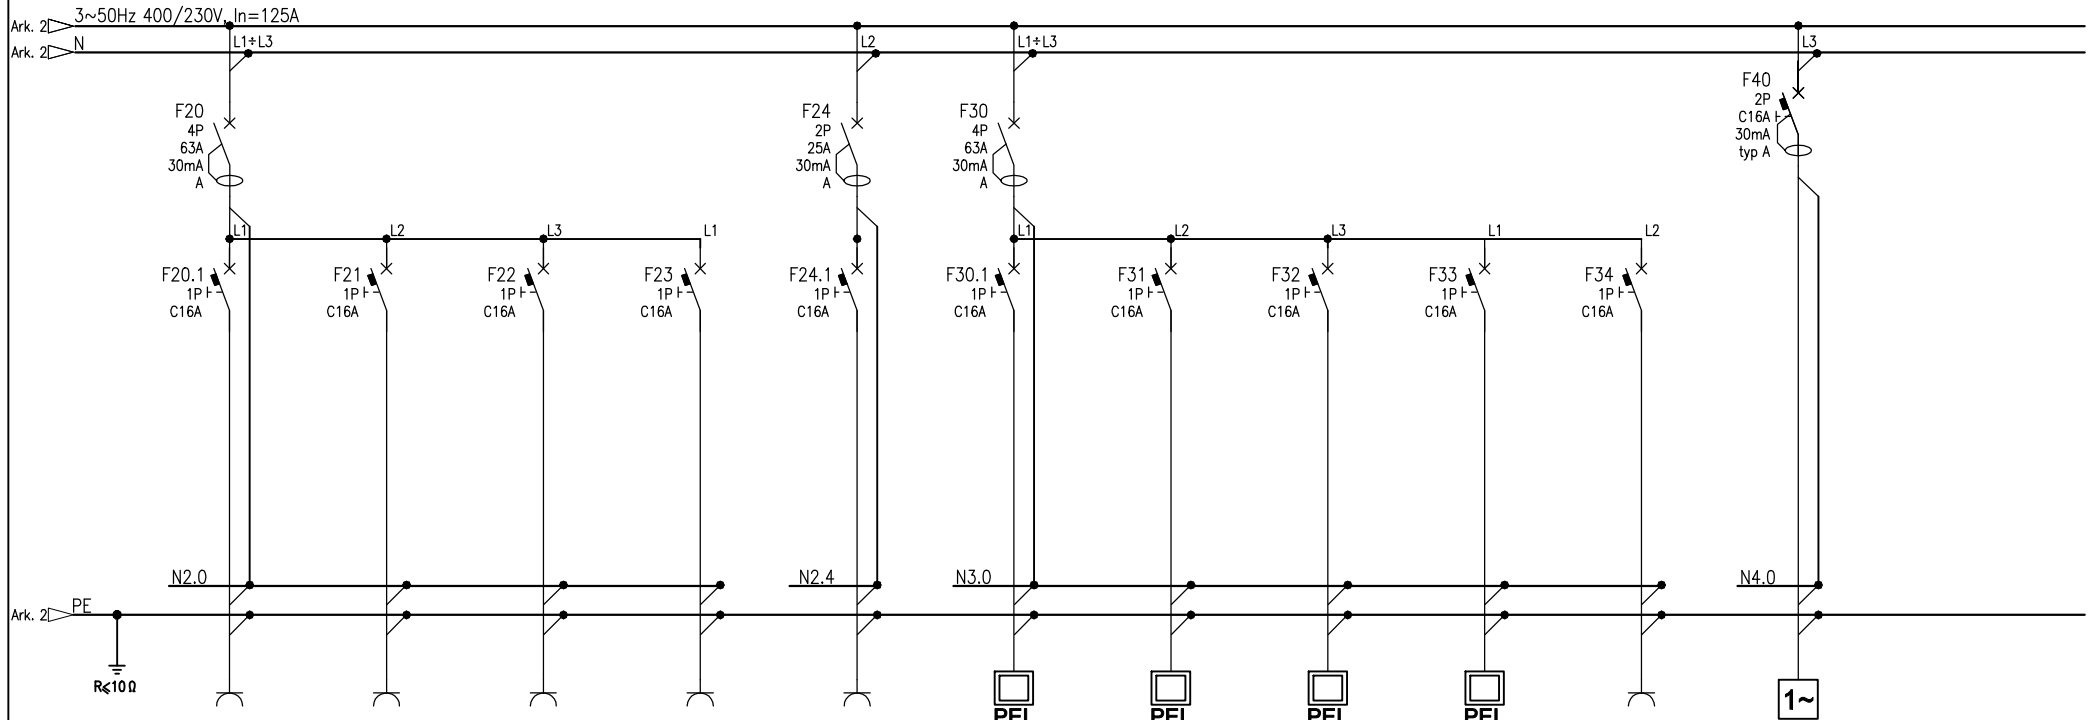 Ark. 2 3~50Hz 400/230V, In=125A
Ark. 2 N
L1÷L3 L2 L1÷L3 L3
F20
4P
63A
30mA
A
F24
2P
25A
30mA
A
F30
4P
63A
30mA
A
F40
2P
C16A
30mA
typ A
L1 L2 L3 L1 L1 L2 L3 L1 L2
F20.1
1P
C16A
F21
1P
C16A
F22
1P
C16A
F23
1P
C16A
F24.1
1P
C16A
F30.1
1P
C16A
F31
1P
C16A
F32
1P
C16A
F33
1P
C16A
F34
1P
C16A
N2.0 N2.4 N3.0 N4.0
Ark. 2 PE
R≤10Ω
1~
PEL PEL PEL PEL